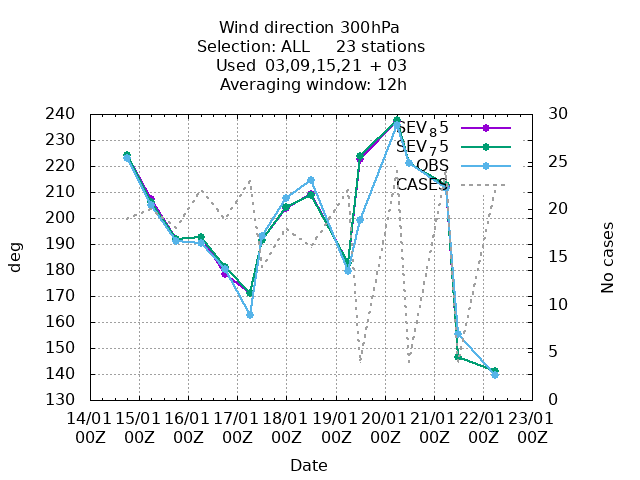 Wind direction 300hPa
Selection: ALL 23 stations
Used 03,09,15,21 + 03
Averaging window: 12h
240
230
220
210
200
190
180
170
160
150
140
130
deg
30
25
20
15
10
5
0
No cases
SEV₈5
SEV₇5
OBS
CASES
14/01 15/01 16/01 17/01 18/01 19/01 20/01 21/01 22/01 23/01
00Z 00Z 00Z 00Z 00Z 00Z 00Z 00Z 00Z 00Z
Date